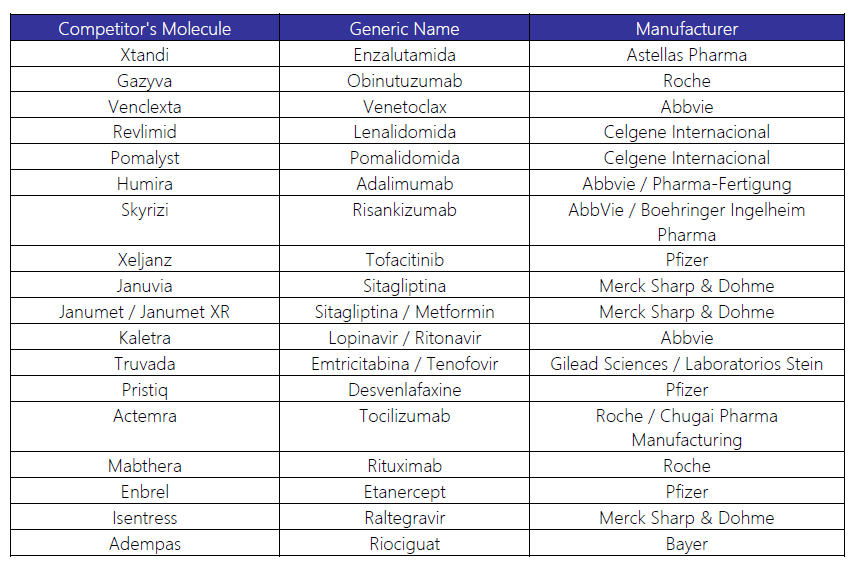 Competitor's Molecule Generic Name Manufacturer
Xtandi Enzalutamida Astellas Pharma
Gazyva Obinutuzumab Roche
Venclexta Venetoclax Abbvie
Revlimid Lenalidomida Celgene Internacional
Pomalyst Pomalidomida Celgene Internacional
Humira Adalimumab Abbvie / Pharma-Fertigung
Skyrizi Risankizumab AbbVie / Boehringer Ingelheim
Pharma
Xeljanz Tofacitinib Pfizer
Januvia Sitagliptina Merck Sharp & Dohme
Janumet / Janumet XR Sitagliptina / Metformin Merck Sharp & Dohme
Kaletra Lopinavir / Ritonavir Abbvie
Truvada Emtricitabina / Tenofovir Gilead Sciences / Laboratorios Stein
Pristiq Desvenlafaxine Pfizer
Actemra Tocilizumab Roche / Chugai Pharma
Manufacturing
Mabthera Rituximab Roche
Enbrel Etanercept Pfizer
Isentress Raltegravir Merck Sharp & Dohme
Adempas Riociguat Bayer